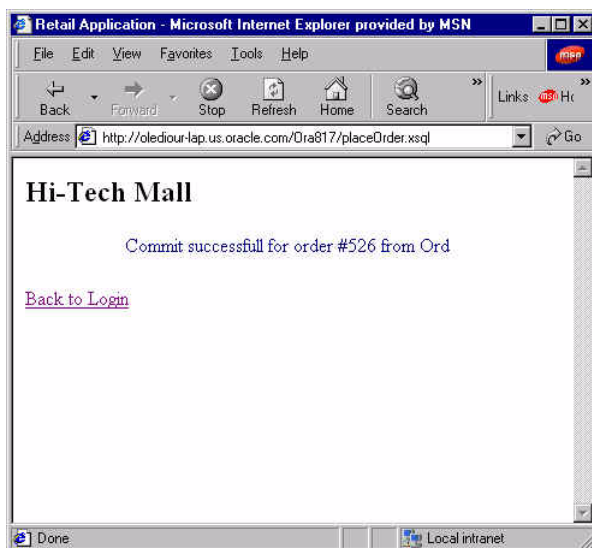 Retail Application - Microsoft Internet Explorer provided by MSN
File Edit View Favorites Tools Help
msn
Back Forward Stop Refresh Home Search » Links msn »
Address http://olediour-lap.us.oracle.com/Ora817/placeOrder.xsql Go
Hi-Tech Mall
Commit successfull for order #526 from Ord
Back to Login
Done Local intranet